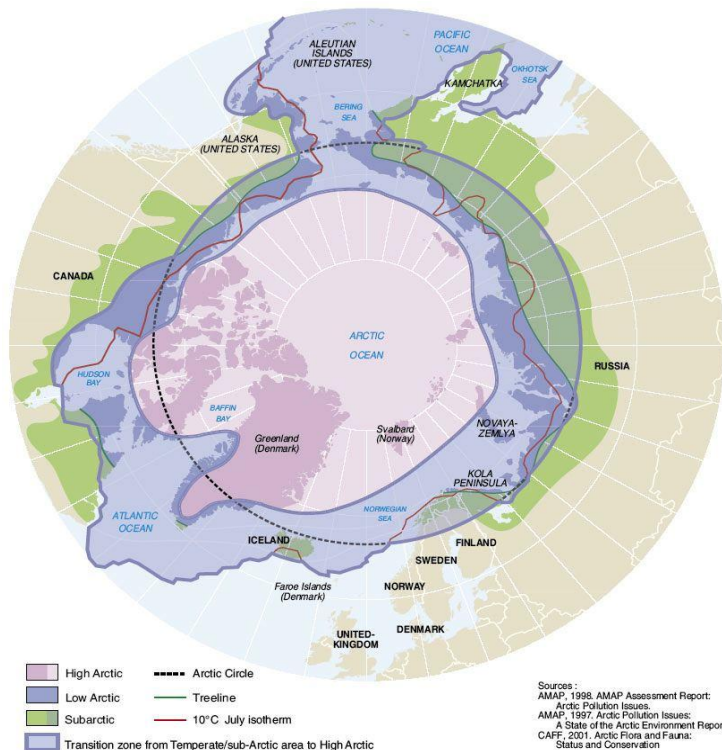 ALEUTIAN
ISLANDS
(UNITED STATES)
PACIFIC
OCEAN
KAMCHATKA
OKHOTSK
SEA
BERING
SEA
ALASKA
(UNITED STATES)
CANADA
ARCTIC
OCEAN
RUSSIA
HUDSON
BAY
BAFFIN
BAY
Greenland
(Denmark)
Svalbard
(Norway)
NOVAYA-
ZEMLYA
KOLA
PENINSULA
ATLANTIC
OCEAN
NORWEGIAN
SEA
ICELAND
FINLAND
SWEDEN
Faroe Islands
(Denmark)
NORWAY
UNITED-
KINGDOM
DENMARK
High Arctic
Low Arctic
Subarctic
Arctic Circle
Treeline
10°C July isotherm
Transition zone from Temperate/sub-Arctic area to High Arctic
Sources :
AMAP, 1998. AMAP Assessment Report:
Arctic Pollution Issues.
AMAP, 1997. Arctic Pollution Issues:
A State of the Arctic Environment Repor
CAFF, 2001. Arctic Flora and Fauna:
Status and Conservation